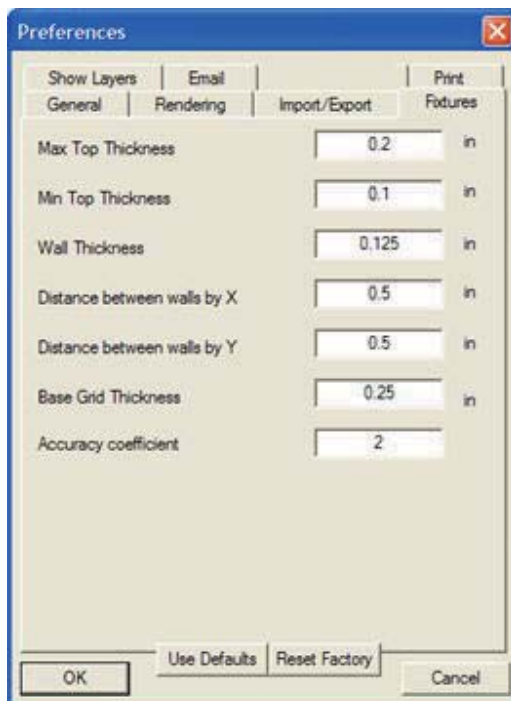 Preferences
Show Layers Email Print
General Rendering Import/Export Fixtures
Max Top Thickness 0.2 in
Min Top Thickness 0.1 in
Wall Thickness 0.125 in
Distance between walls by X 0.5 in
Distance between walls by Y 0.5 in
Base Grid Thickness 0.25 in
Accuracy coefficient 2
Use Defaults Reset Factory
OK Cancel